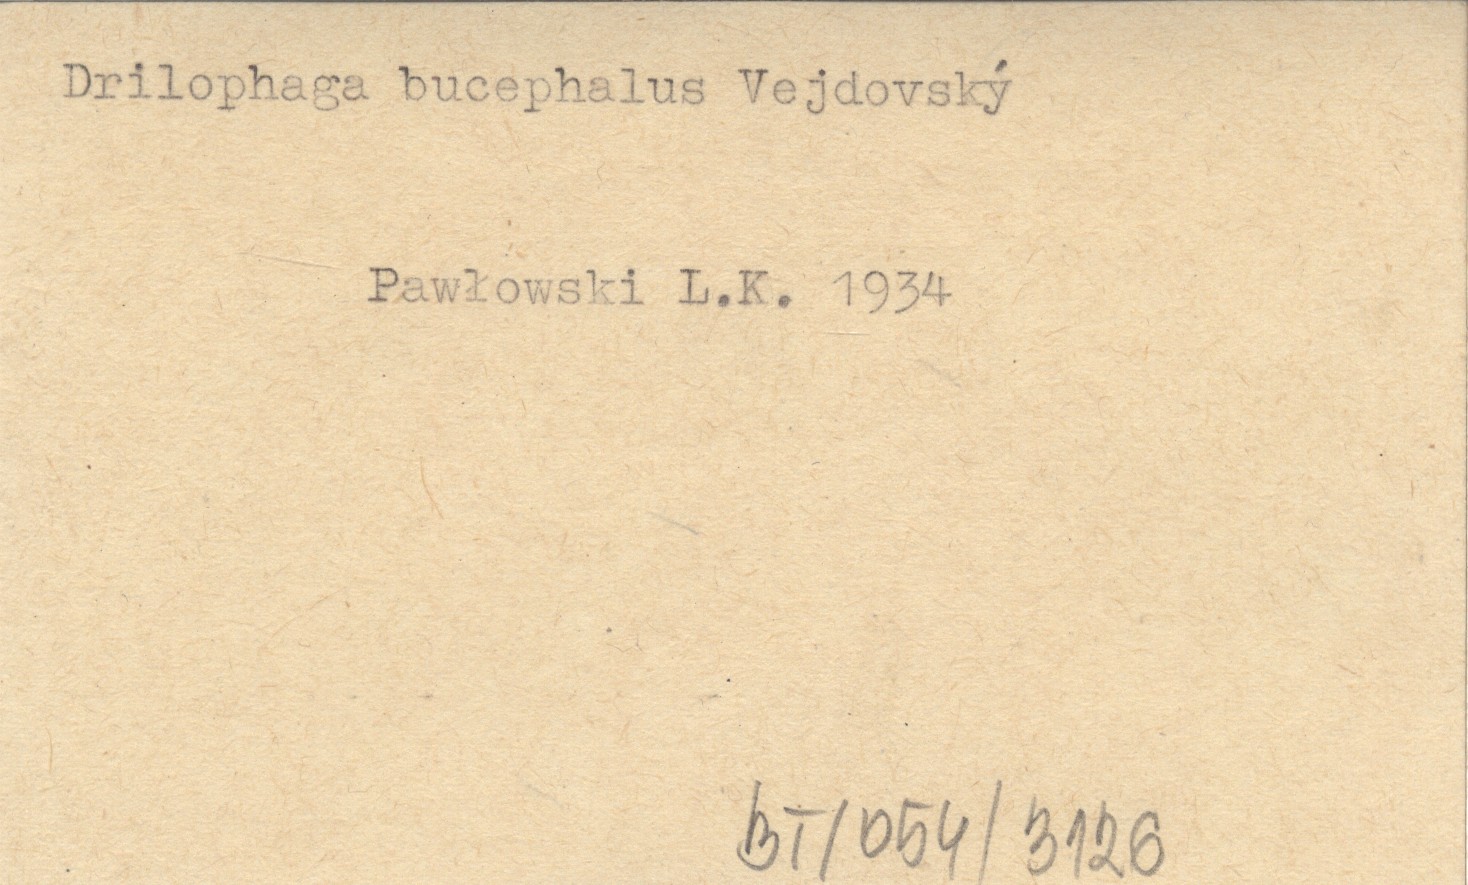 Drilophaga bucephalus Vejdovský
Pawłowski L.K. 1934
BT/054/3126